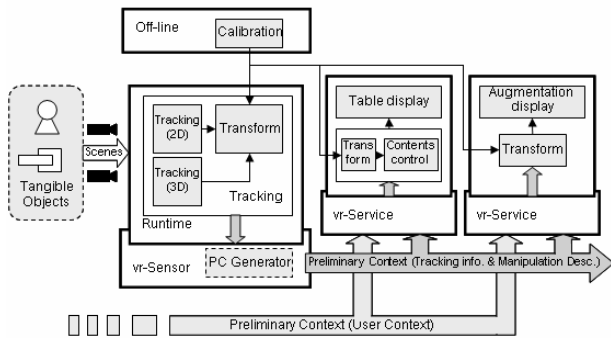 Off-line
Calibration
Tangible
Objects
Scenes
Tracking
(2D)
Tracking
(3D)
Transform
Tracking
Runtime
vr-Sensor
PC Generator
Table display
Trans
form
Contents
control
vr-Service
Augmentation
display
Transform
vr-Service
Preliminary Context (Tracking info. & Manipulation Desc.)
Preliminary Context (User Context)